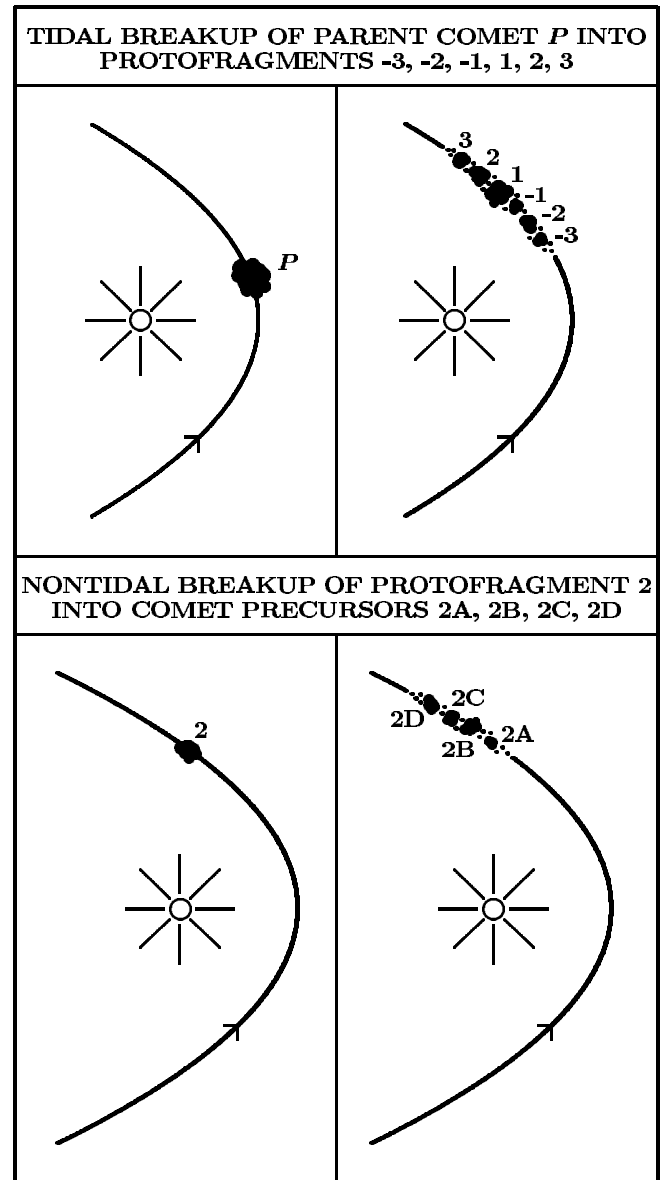 TIDAL BREAKUP OF PARENT COMET P INTO
PROTOFRAGMENTS -3, -2, -1, 1, 2, 3
P
3
2
1
-1
-2
-3
NONTIDAL BREAKUP OF PROTOFRAGMENT 2
INTO COMET PRECURSORS 2A, 2B, 2C, 2D
2
2C
2D
2A
2B